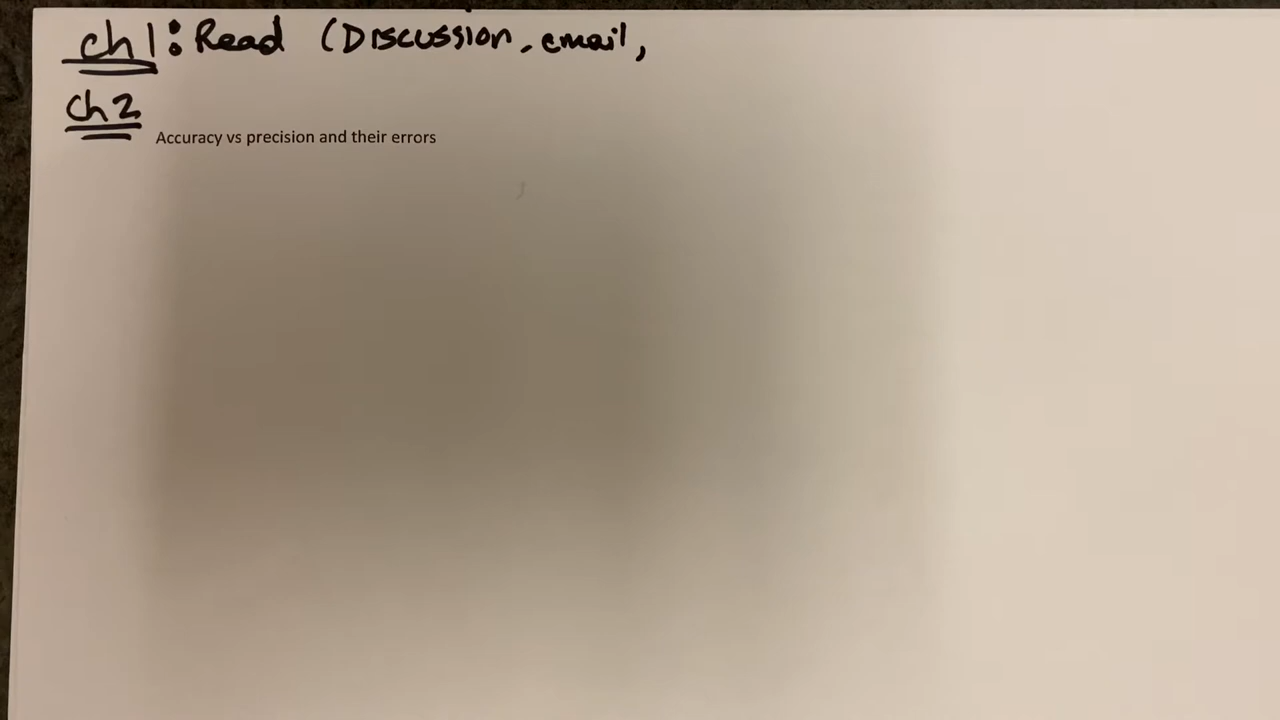 ch1: Read (Discussion, email,
ch2
Accuracy vs precision and their errors